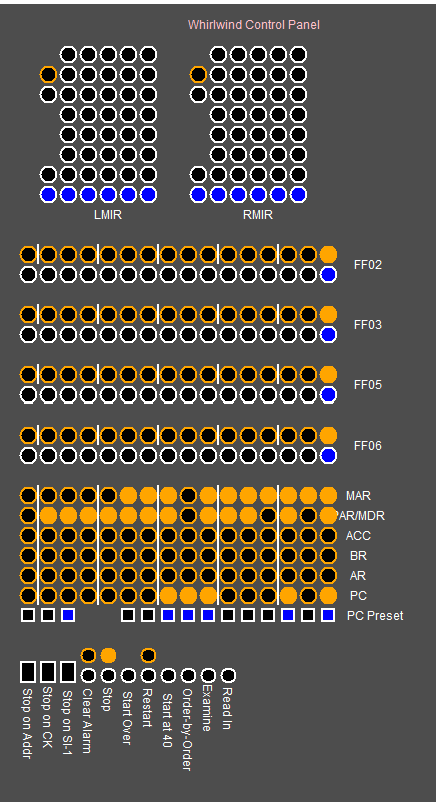 Whirlwind Control Panel
LMIR
RMIR
FF02
FF03
FF05
FF06
MAR
AR/MDR
ACC
BR
AR
PC
PC Preset
Stop on Addr
Stop on CK
Stop on SI-1
Clear Alarm
Stop
Start Over
Restart
Start at 40
Order-by-Order
Examine
Read In